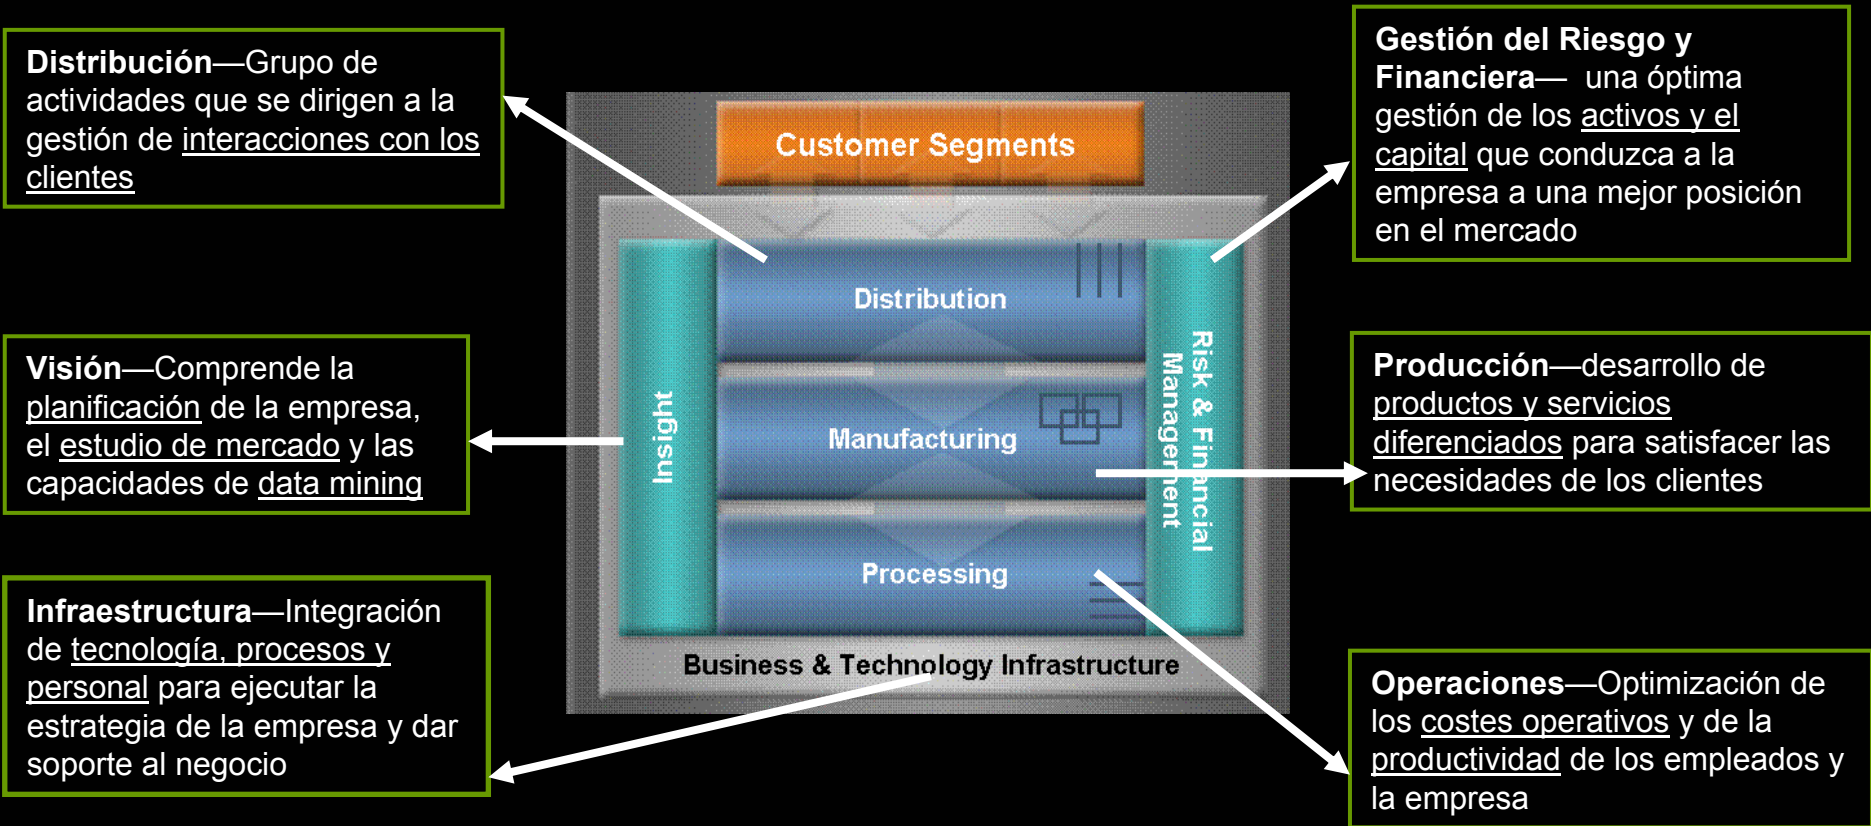 Distribución—Grupo de
actividades que se dirigen a la
gestión de interacciones con los
clientes
Visión—Comprende la
planificación de la empresa,
el estudio de mercado y las
capacidades de data mining
Infraestructura—Integración
de tecnología, procesos y
personal para ejecutar la
estrategia de la empresa y dar
soporte al negocio
Customer Segments
Insight
Distribution
Manufacturing
Processing
Risk & Financial
Management
Business & Technology Infrastructure
Gestión del Riesgo y
Financiera— una óptima
gestión de los activos y el
capital que conduzca a la
empresa a una mejor posición
en el mercado
Producción—desarrollo de
productos y servicios
diferenciados para satisfacer las
necesidades de los clientes
Operaciones—Optimización de
los costes operativos y de la
productividad de los empleados y
la empresa